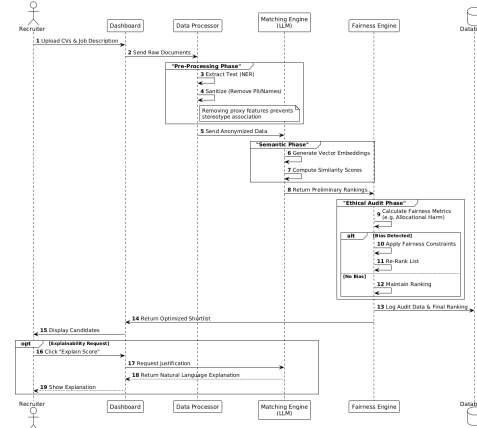 Recruiter
Dashboard
Data Processor
Matching Engine
(LLM)
Fairness Engine
1 Upload CVs & Job Description
2 Send Raw Documents
"Pre-Processing Phase"
3 Extract Text (NER)
4 Sanitize (Remove PII/Names)
Removing proxy features prevents
stereotype association
5 Send Anonymized Data
"Semantic Phase"
6 Generate Vector Embeddings
7 Compute Similarity Scores
8 Return Preliminary Rankings
"Ethical Audit Phase"
9 Calculate Fairness Metrics
(e.g. Allocational Harm)
alt [Bias Detected]
10 Apply Fairness Constraints
11 Re-Rank List
[No Bias]
12 Maintain Ranking
13 Log Audit Data & Final Ranking
14 Return Optimized Shortlist
15 Display Candidates
opt [Explainability Request]
16 Click "Explain Score"
17 Request Justification
18 Return Natural Language Explanation
19 Show Explanation
Recruiter
Dashboard
Data Processor
Matching Engine
(LLM)
Fairness Engine